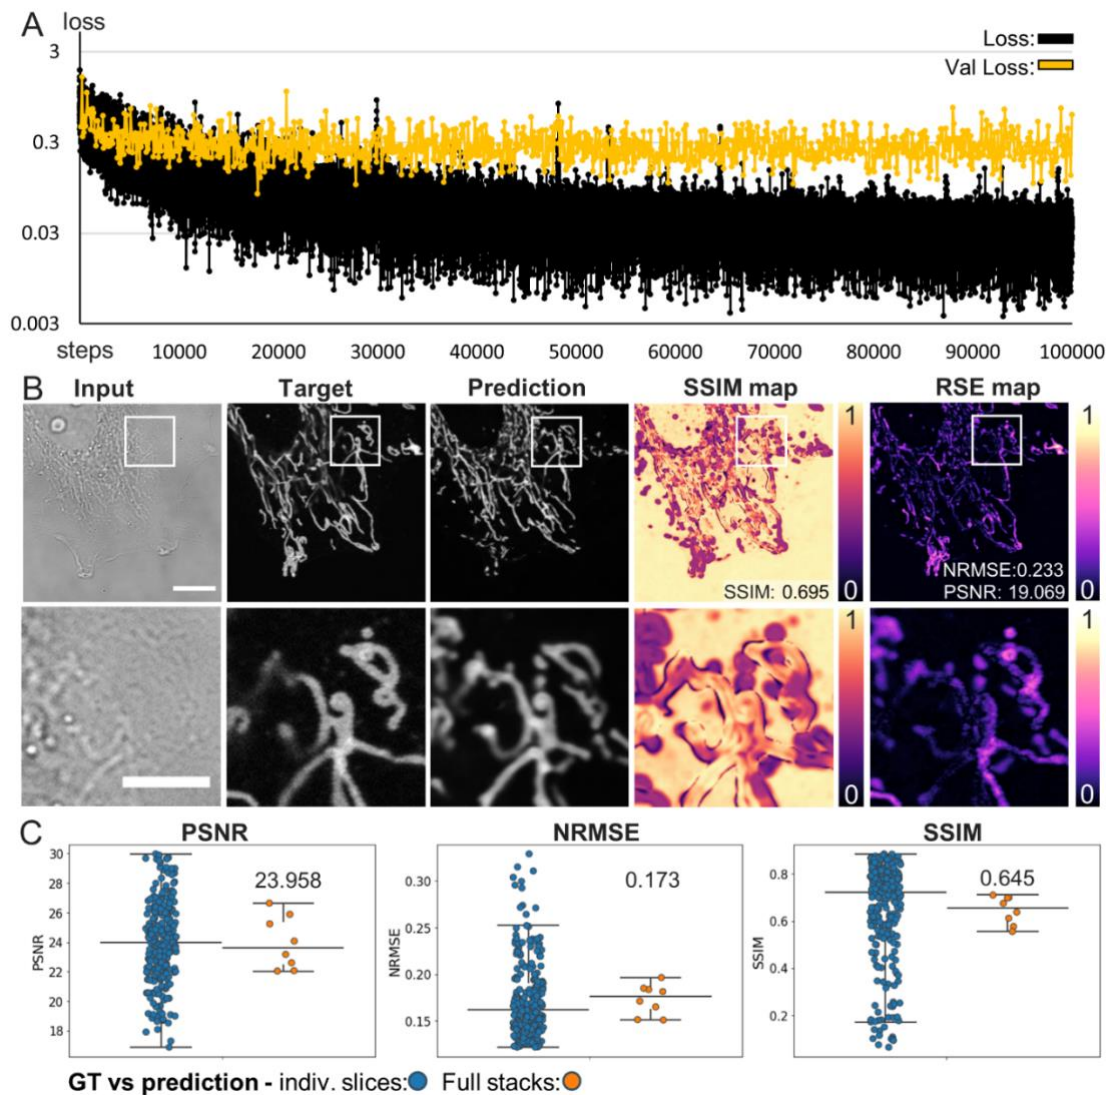 A loss
3
Loss:
Val Loss:
0.3
0.03
0.003
steps 10000 20000 30000 40000 50000 60000 70000 80000 90000 100000
B Input Target Prediction SSIM map RSE map
1 1
SSIM: 0.695 0 NRMSE:0.233
PSNR: 19.069 0
1 1
0 0
C PSNR NRMSE SSIM
30
28
26
24
22
20
18
PSNR
23.958
0.30
0.25
0.20
0.15
NRMSE
0.173
0.8
0.6
0.4
0.2
SSIM
0.645
GT vs prediction - indiv. slices: Full stacks: